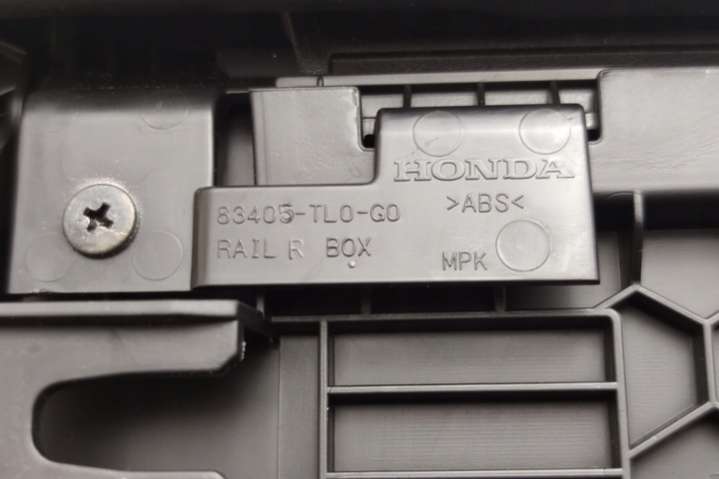 HONDA
83405-TL0-G0 >ABS<
RAIL R BOX
MPK